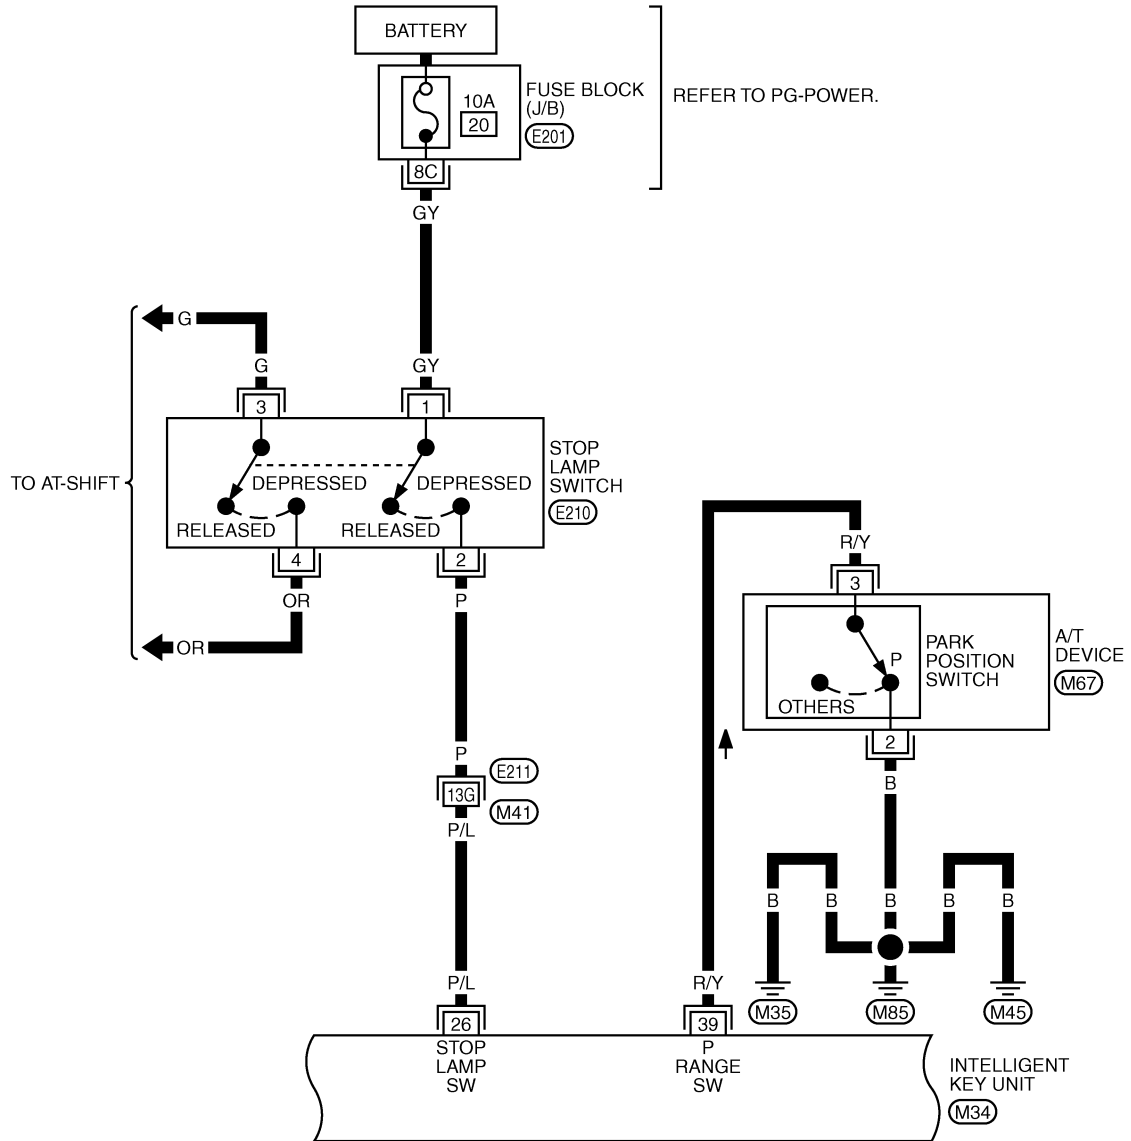 BATTERY
10A
20
FUSE BLOCK
(J/B)
E201
REFER TO PG-POWER.
8C
GY
G
G
GY
3
1
STOP
LAMP
SWITCH
E210
TO AT-SHIFT
DEPRESSED
DEPRESSED
RELEASED
RELEASED
4
2
OR
P
OR
R/Y
3
PARK
POSITION
SWITCH
P
OTHERS
A/T
DEVICE
M67
2
P
E211
13G
M41
P/L
B
B
B
B
B
B
P/L
R/Y
M35
M85
M45
26
39
STOP
LAMP
SW
P
RANGE
SW
INTELLIGENT
KEY UNIT
M34